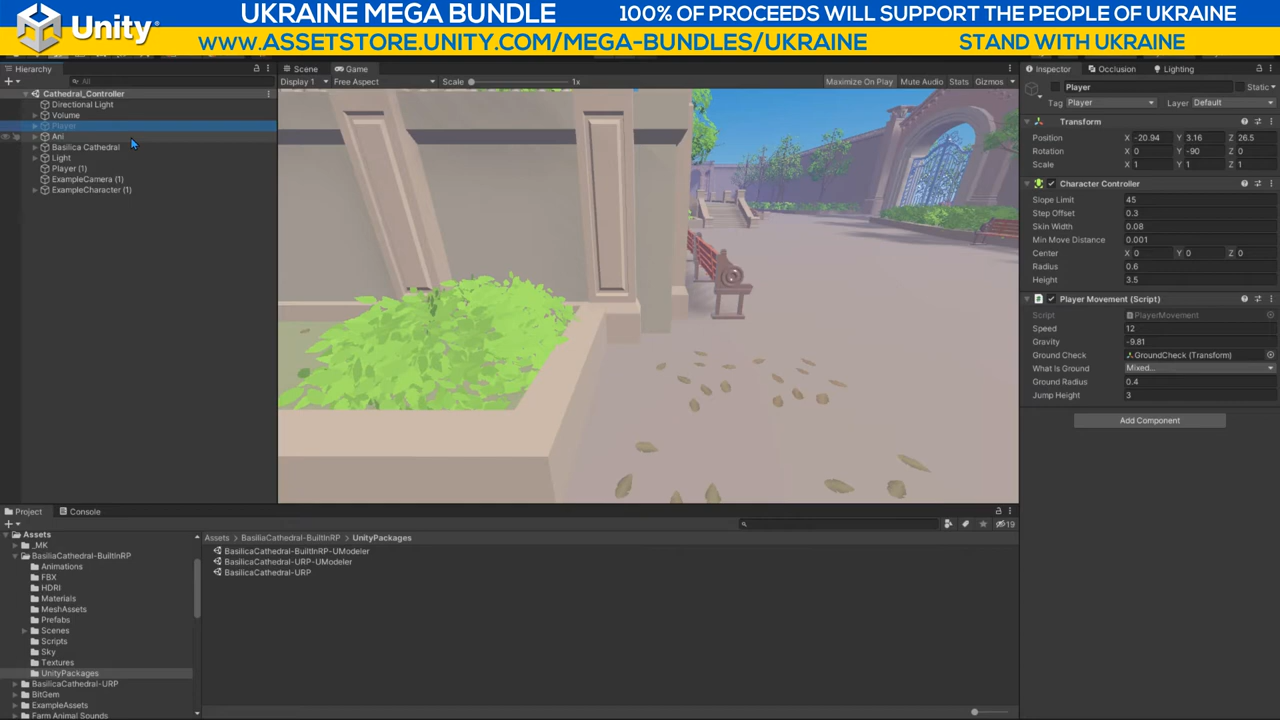 Unity
UKRAINE MEGA BUNDLE
100% OF PROCEEDS WILL SUPPORT THE PEOPLE OF UKRAINE
WWW.ASSETSTORE.UNITY.COM/MEGA-BUNDLES/UKRAINE
STAND WITH UKRAINE
Hierarchy
Scene
Game
Inspector
Occlusion
Lighting
All
Display 1
Free Aspect
Scale
1x
Maximize On Play
Mute Audio
Stats
Gizmos
Player
Static
Tag Player
Layer Default
Cathedral_Controller
Directional Light
Volume
Player
Ani
Basilica Cathedral
Light
Player (1)
ExampleCamera (1)
ExampleCharacter (1)
Transform
Position X -20.94 Y 3.16 Z 26.5
Rotation X 0 Y -90 Z 0
Scale X 1 Y 1 Z 1
Character Controller
Slope Limit 45
Step Offset 0.3
Skin Width 0.08
Min Move Distance 0.001
Center X 0 Y 0 Z 0
Radius 0.6
Height 3.5
Player Movement (Script)
Script PlayerMovement
Speed 12
Gravity -9.81
Ground Check GroundCheck (Transform)
What Is Ground Mixed...
Ground Radius 0.4
Jump Height 3
Add Component
Project
Console
19
Assets
_MK
BasiliaCathedral-BuiltInRP
Animations
FBX
HDRI
Materials
MeshAssets
Prefabs
Scenes
Scripts
Sky
Textures
UnityPackages
BasilicaCathedral-URP
BitGem
ExampleAssets
Farm Animal Sounds
Assets > BasiliaCathedral-BuiltInRP > UnityPackages
BasilicaCathedral-BuiltInRP-UModeler
BasilicaCathedral-URP-UModeler
BasilicaCathedral-URP